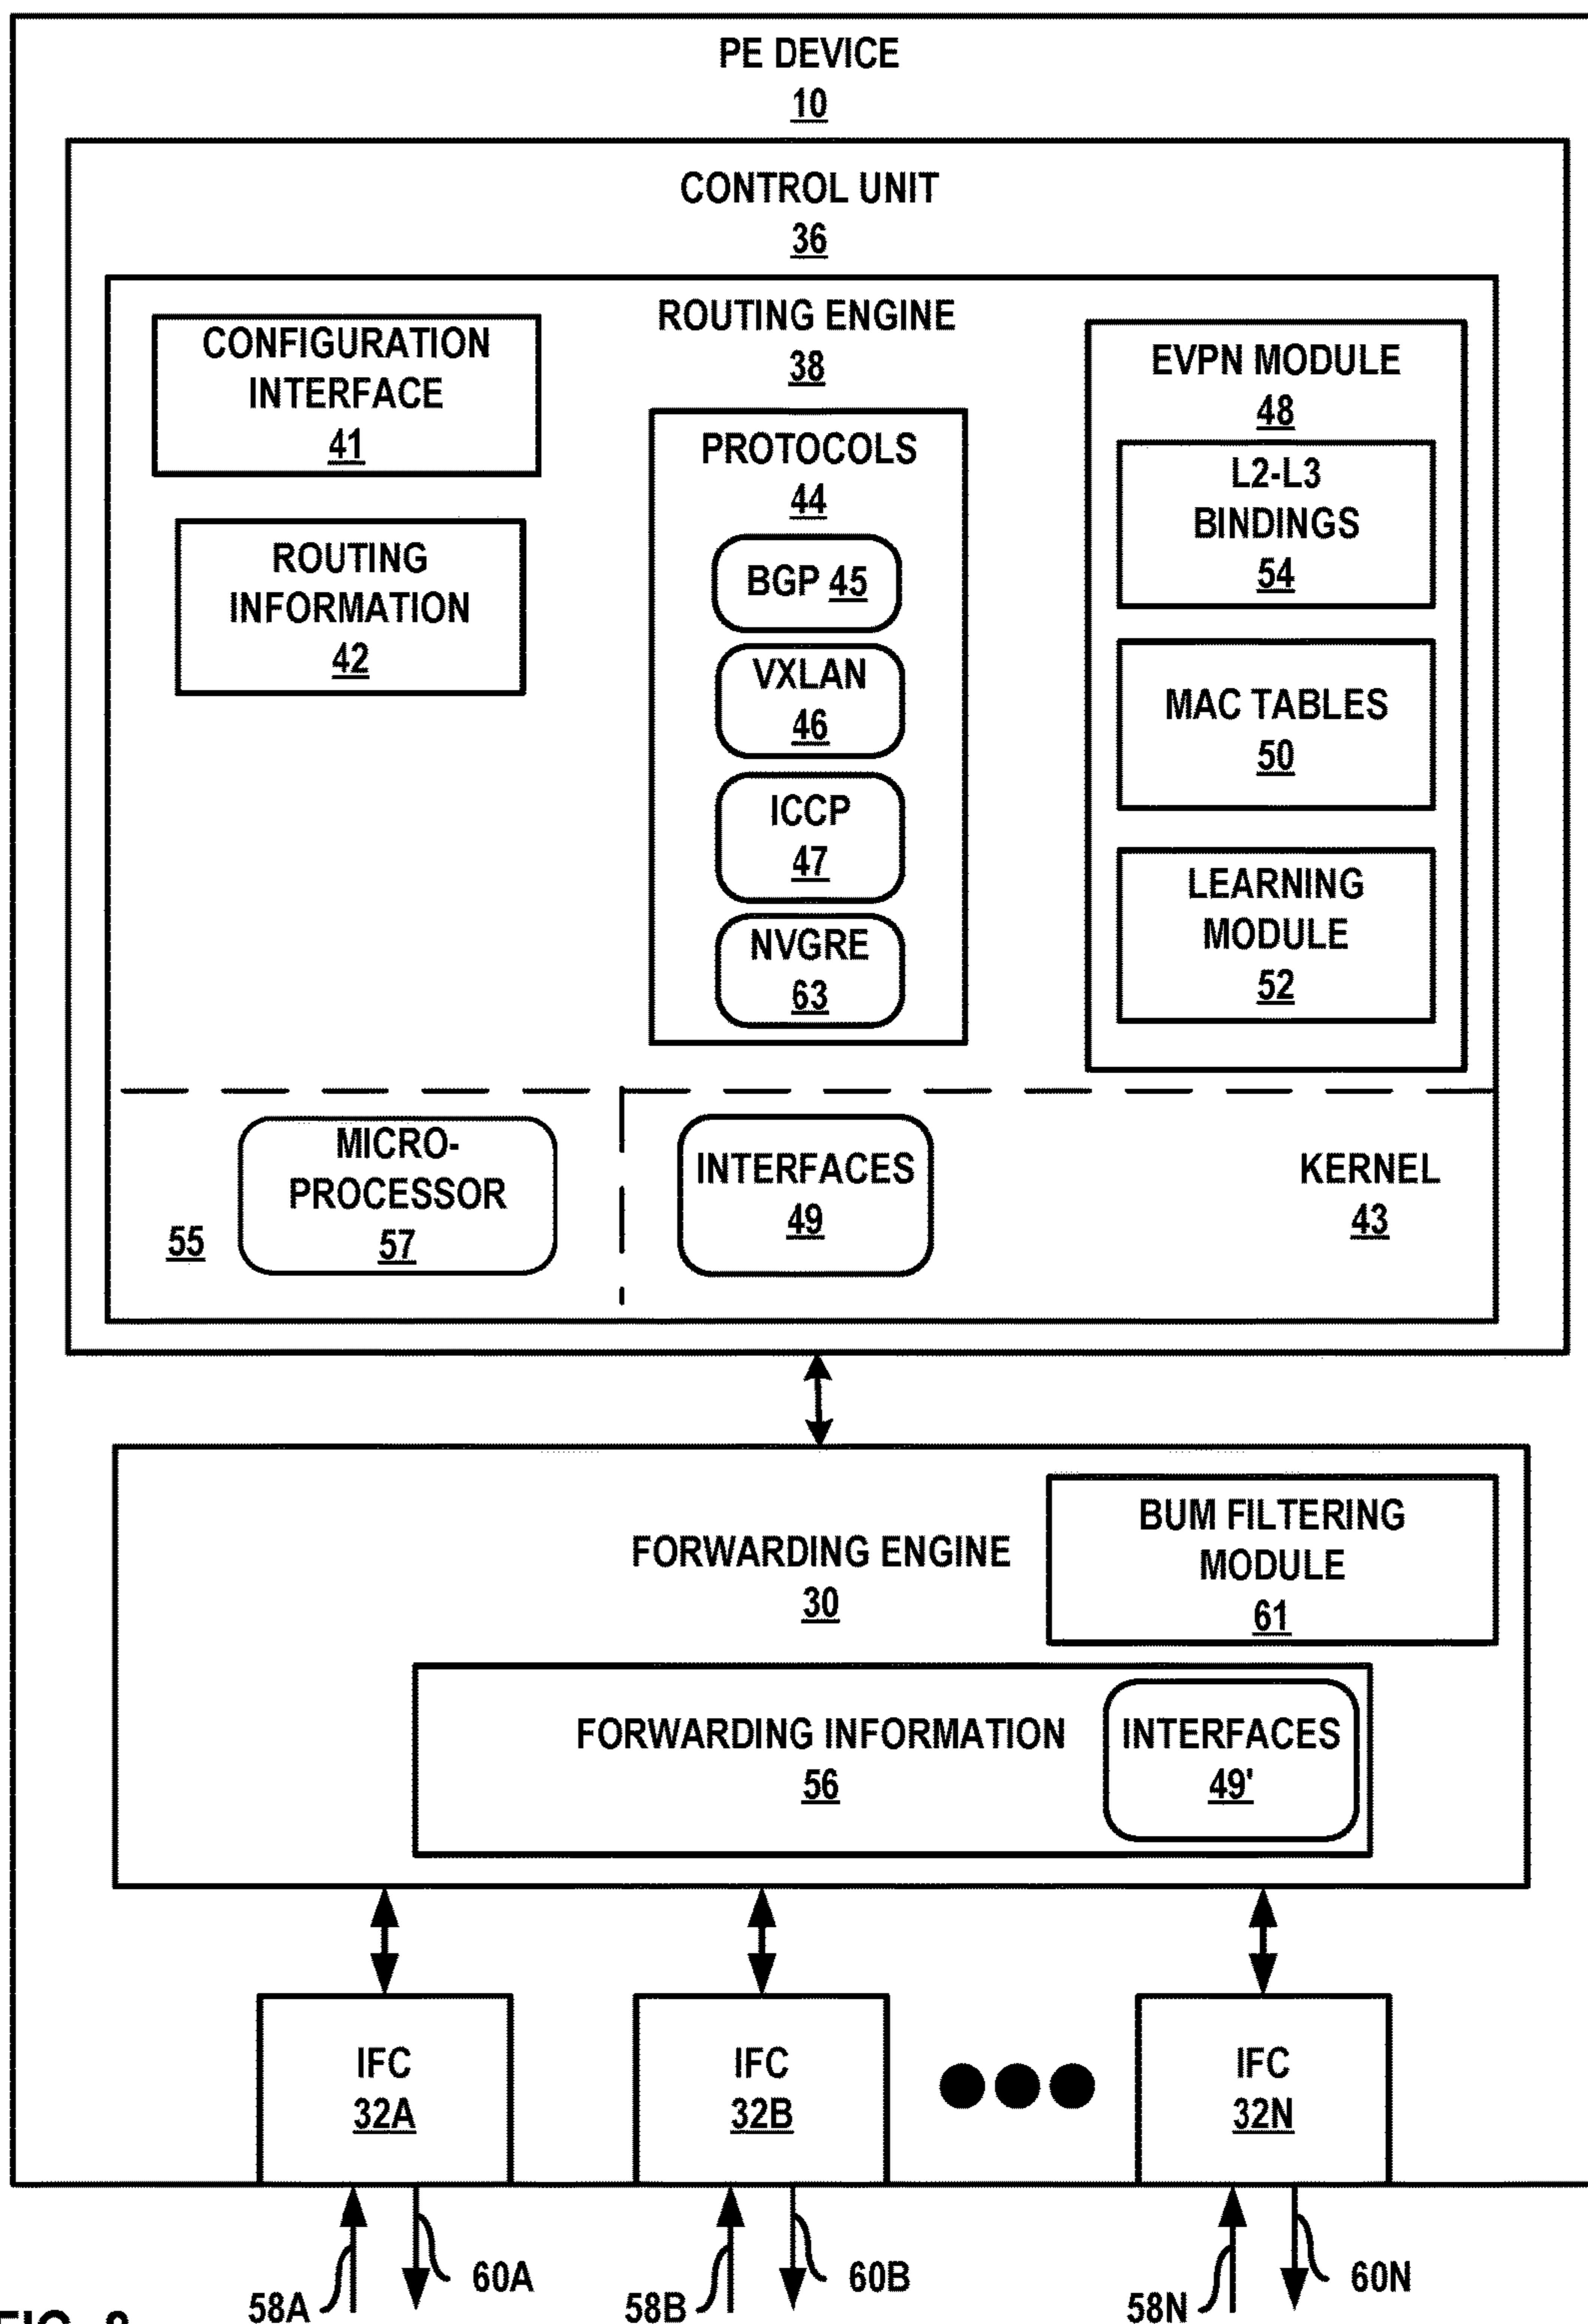 PE DEVICE
10
CONTROL UNIT
36
ROUTING ENGINE
38
CONFIGURATION
INTERFACE
41
ROUTING
INFORMATION
42
PROTOCOLS
44
BGP 45
VXLAN
46
ICCP
47
NVGRE
63
EVPN MODULE
48
L2-L3
BINDINGS
54
MAC TABLES
50
LEARNING
MODULE
52
55
MICRO-
PROCESSOR
57
INTERFACES
49
KERNEL
43
FORWARDING ENGINE
30
BUM FILTERING
MODULE
61
FORWARDING INFORMATION
56
INTERFACES
49'
IFC
32A
IFC
32B
IFC
32N
58A
60A
58B
60B
58N
60N